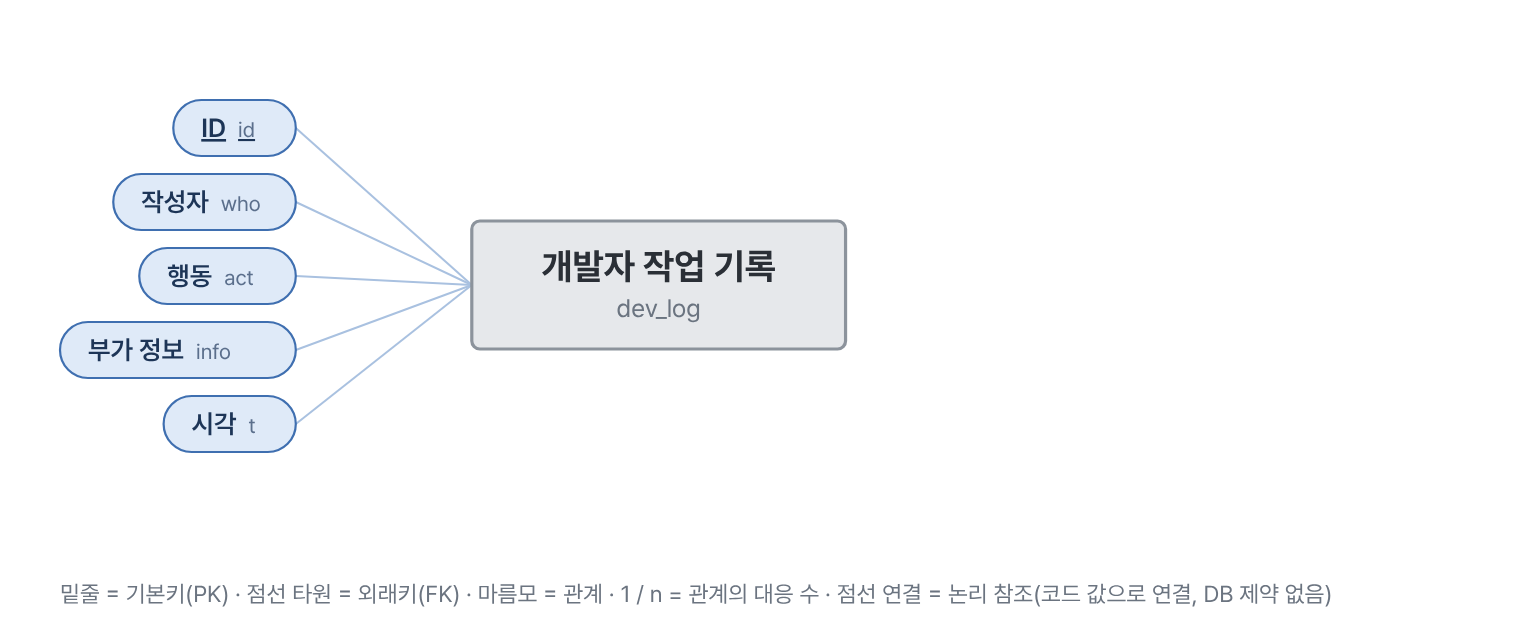 ID id
작성자 who
행동 act
부가 정보 info
시각 t
개발자 작업 기록
dev_log
밑줄 = 기본키(PK) · 점선 타원 = 외래키(FK) · 마름모 = 관계 · 1 / n = 관계의 대응 수 · 점선 연결 = 논리 참조(코드 값으로 연결, DB 제약 없음)